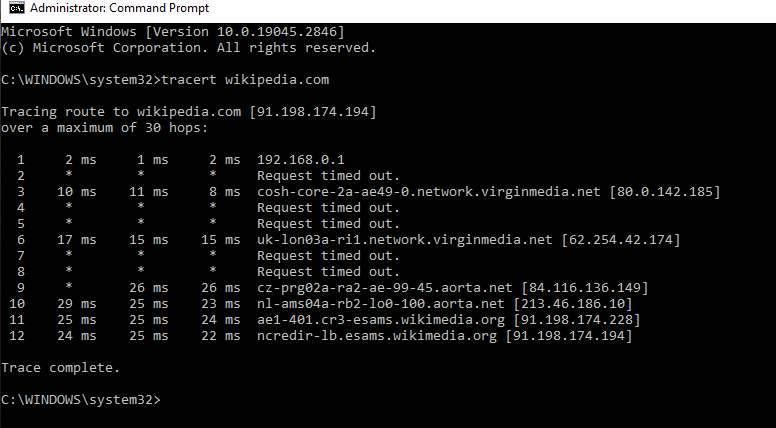 Administrator: Command Prompt
Microsoft Windows [Version 10.0.19045.2846]
(c) Microsoft Corporation. All rights reserved.
C:\WINDOWS\system32>tracert wikipedia.com
Tracing route to wikipedia.com [91.198.174.194]
over a maximum of 30 hops:
1 2 ms 1 ms 2 ms 192.168.0.1
2 * * * Request timed out.
3 10 ms 11 ms 8 ms cosh-core-2a-ae49-0.network.virginmedia.net [80.0.142.185]
4 * * * Request timed out.
5 * * * Request timed out.
6 17 ms 15 ms 15 ms uk-lon03a-ri1.network.virginmedia.net [62.254.42.174]
7 * * * Request timed out.
8 * * * Request timed out.
9 * 26 ms 26 ms cz-prg02a-ra2-ae-99-45.aorta.net [84.116.136.149]
10 29 ms 25 ms 23 ms nl-ams04a-rb2-lo0-100.aorta.net [213.46.186.10]
11 25 ms 25 ms 24 ms ae1-401.cr3-esams.wikimedia.org [91.198.174.228]
12 24 ms 25 ms 22 ms ncredir-lb.esams.wikimedia.org [91.198.174.194]
Trace complete.
C:\WINDOWS\system32>